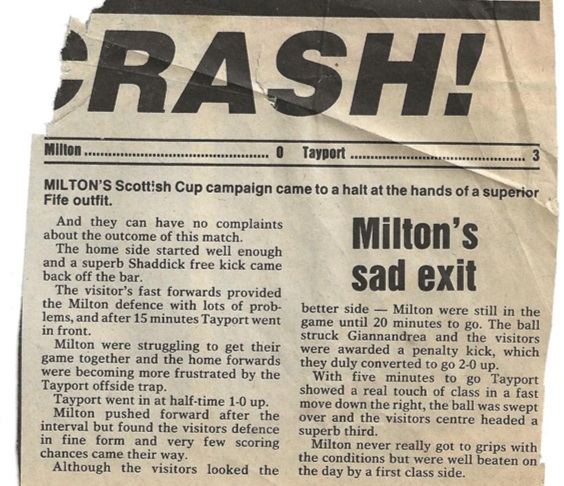 CRASH!
Milton ........................................ 0 Tayport ........................................ 3
MILTON'S Scottish Cup campaign came to a halt at the hands of a superior
Fife outfit.
And they can have no complaints
about the outcome of this match.
The home side started well enough
and a superb Shaddick free kick came
back off the bar.
The visitor's fast forwards provided
the Milton defence with lots of prob-
lems, and after 15 minutes Tayport went
in front.
Milton were struggling to get their
game together and the home forwards
were becoming more frustrated by the
Tayport offside trap.
Tayport went in at half-time 1-0 up.
Milton pushed forward after the
interval but found the visitors defence
in fine form and very few scoring
chances came their way.
Although the visitors looked the
Milton's
sad exit
better side — Milton were still in the
game until 20 minutes to go. The ball
struck Giannandrea and the visitors
were awarded a penalty kick, which
they duly converted to go 2-0 up.
With five minutes to go Tayport
showed a real touch of class in a fast
move down the right, the ball was swept
over and the visitors centre headed a
superb third.
Milton never really got to grips with
the conditions but were well beaten on
the day by a first class side.